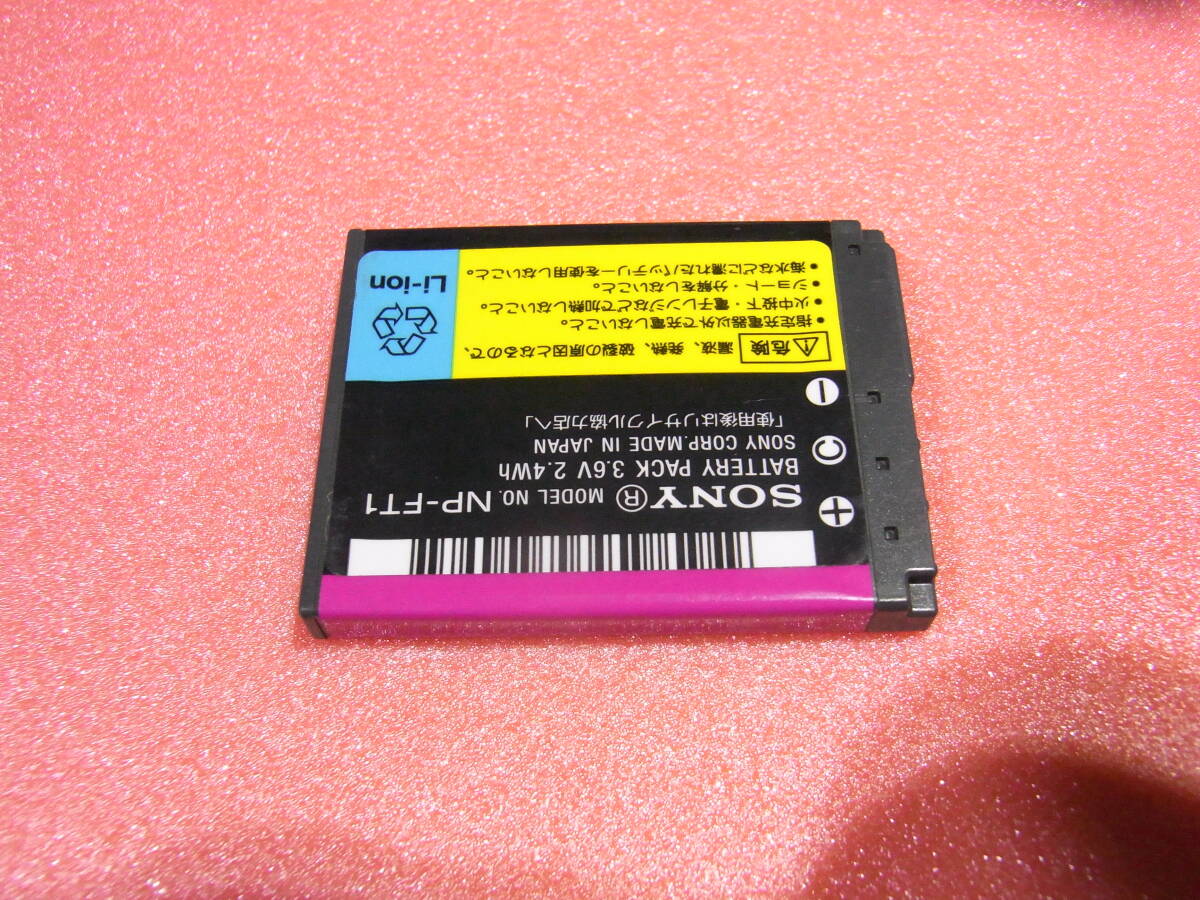 SONY® MODEL NO. NP-FT1
BATTERY PACK 3.6V 2.4Wh
SONY CORP. MADE IN JAPAN
「使用後はリサイクル協力店へ」
危険 漏液、発熱、破裂の原因となるので、
• 指定充電器以外で充電しないこと。
• 火中投下・電子レンジなどで加熱しないこと。
• ショート・分解をしないこと。
• 海水などに濡れたバッテリーを使用しないこと。
Li-ion